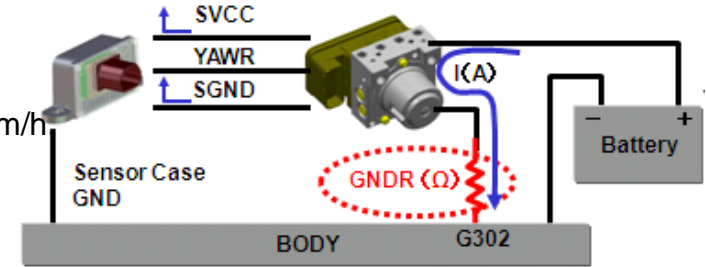 SVCC
YAWR
SGND
I(A)
m/h
Sensor Case
GND
GNDR (Ω)
− +
Battery
BODY
G302